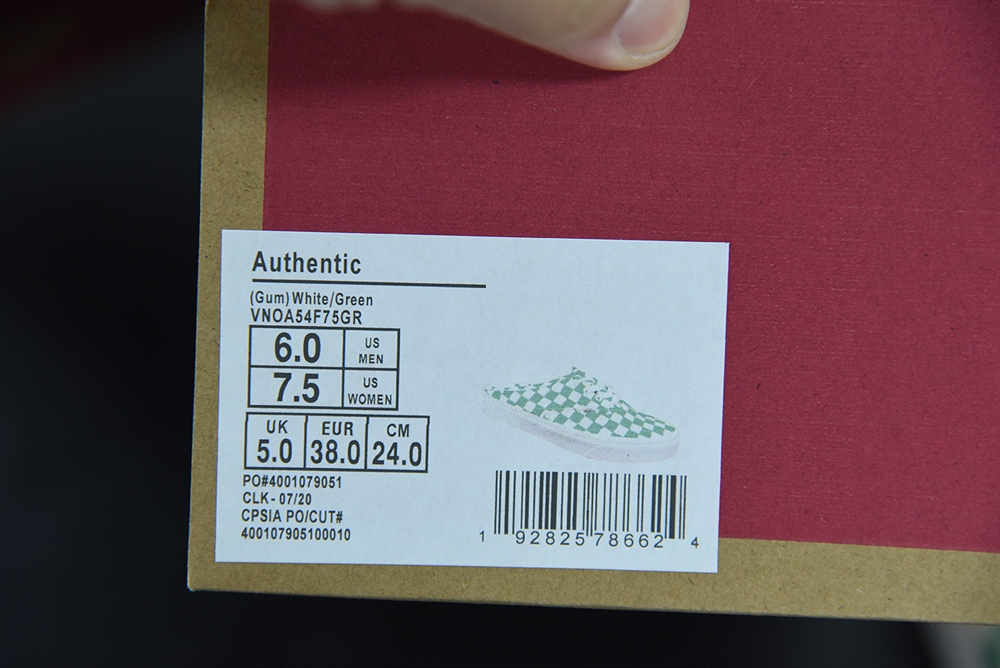 Authentic
(Gum) White/Green
VNOA54F75GR
6.0 US MEN
7.5 US WOMEN
UK EUR CM
5.0 38.0 24.0
PO#4001079051
CLK - 07/20
CPSIA PO/CUT#
400107905100010
1 92825 78662 4